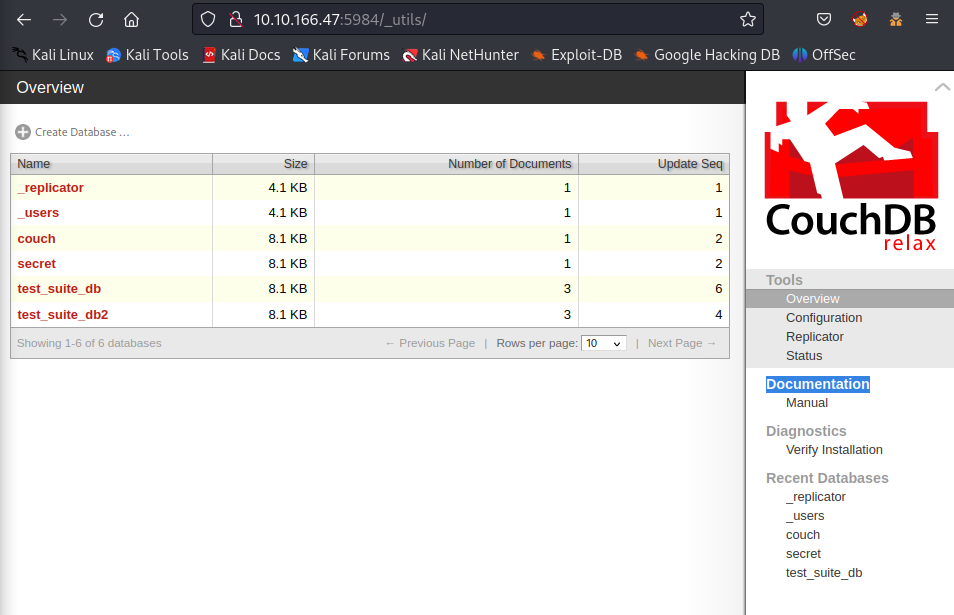 10.10.166.47:5984/_utils/
Kali Linux Kali Tools Kali Docs Kali Forums Kali NetHunter Exploit-DB Google Hacking DB OffSec
Overview
Create Database ...
Name Size Number of Documents Update Seq
_replicator 4.1 KB 1 1
_users 4.1 KB 1 1
couch 8.1 KB 1 2
secret 8.1 KB 1 2
test_suite_db 8.1 KB 3 6
test_suite_db2 8.1 KB 3 4
Showing 1-6 of 6 databases ← Previous Page | Rows per page: 10 | Next Page →
CouchDB
relax
Tools
Overview
Configuration
Replicator
Status
Documentation
Manual
Diagnostics
Verify Installation
Recent Databases
_replicator
_users
couch
secret
test_suite_db